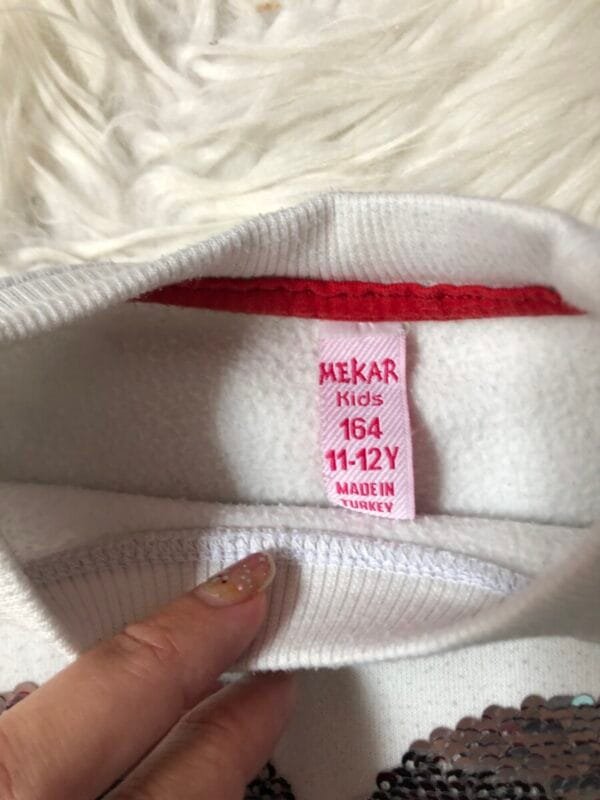 MEKAR
Kids
164
11-12Y
MADE IN
TURKEY